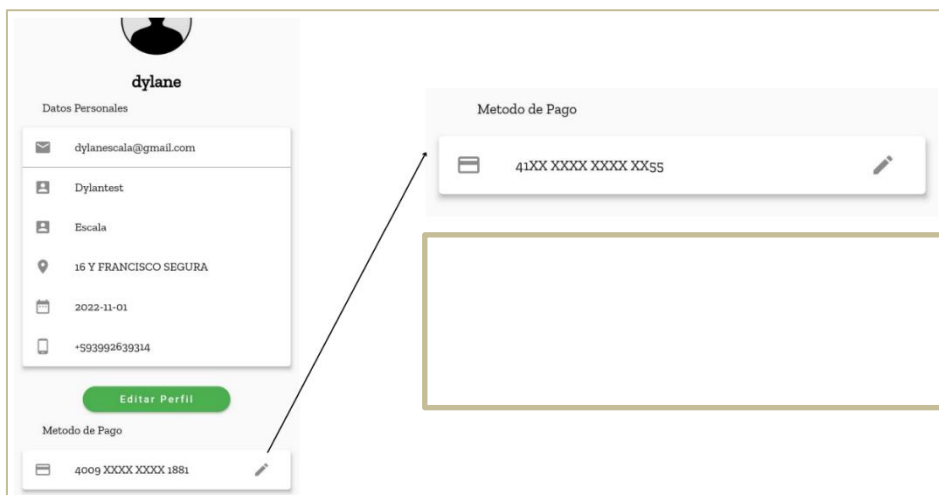 dylane
Datos Personales
dylanescala@gmail.com
Dylantest
Escala
16 Y FRANCISCO SEGURA
2022-11-01
+593992639314
Editar Perfil
Metodo de Pago
4009 XXXX XXXX 1881
Metodo de Pago
41XX XXXX XXXX XX55